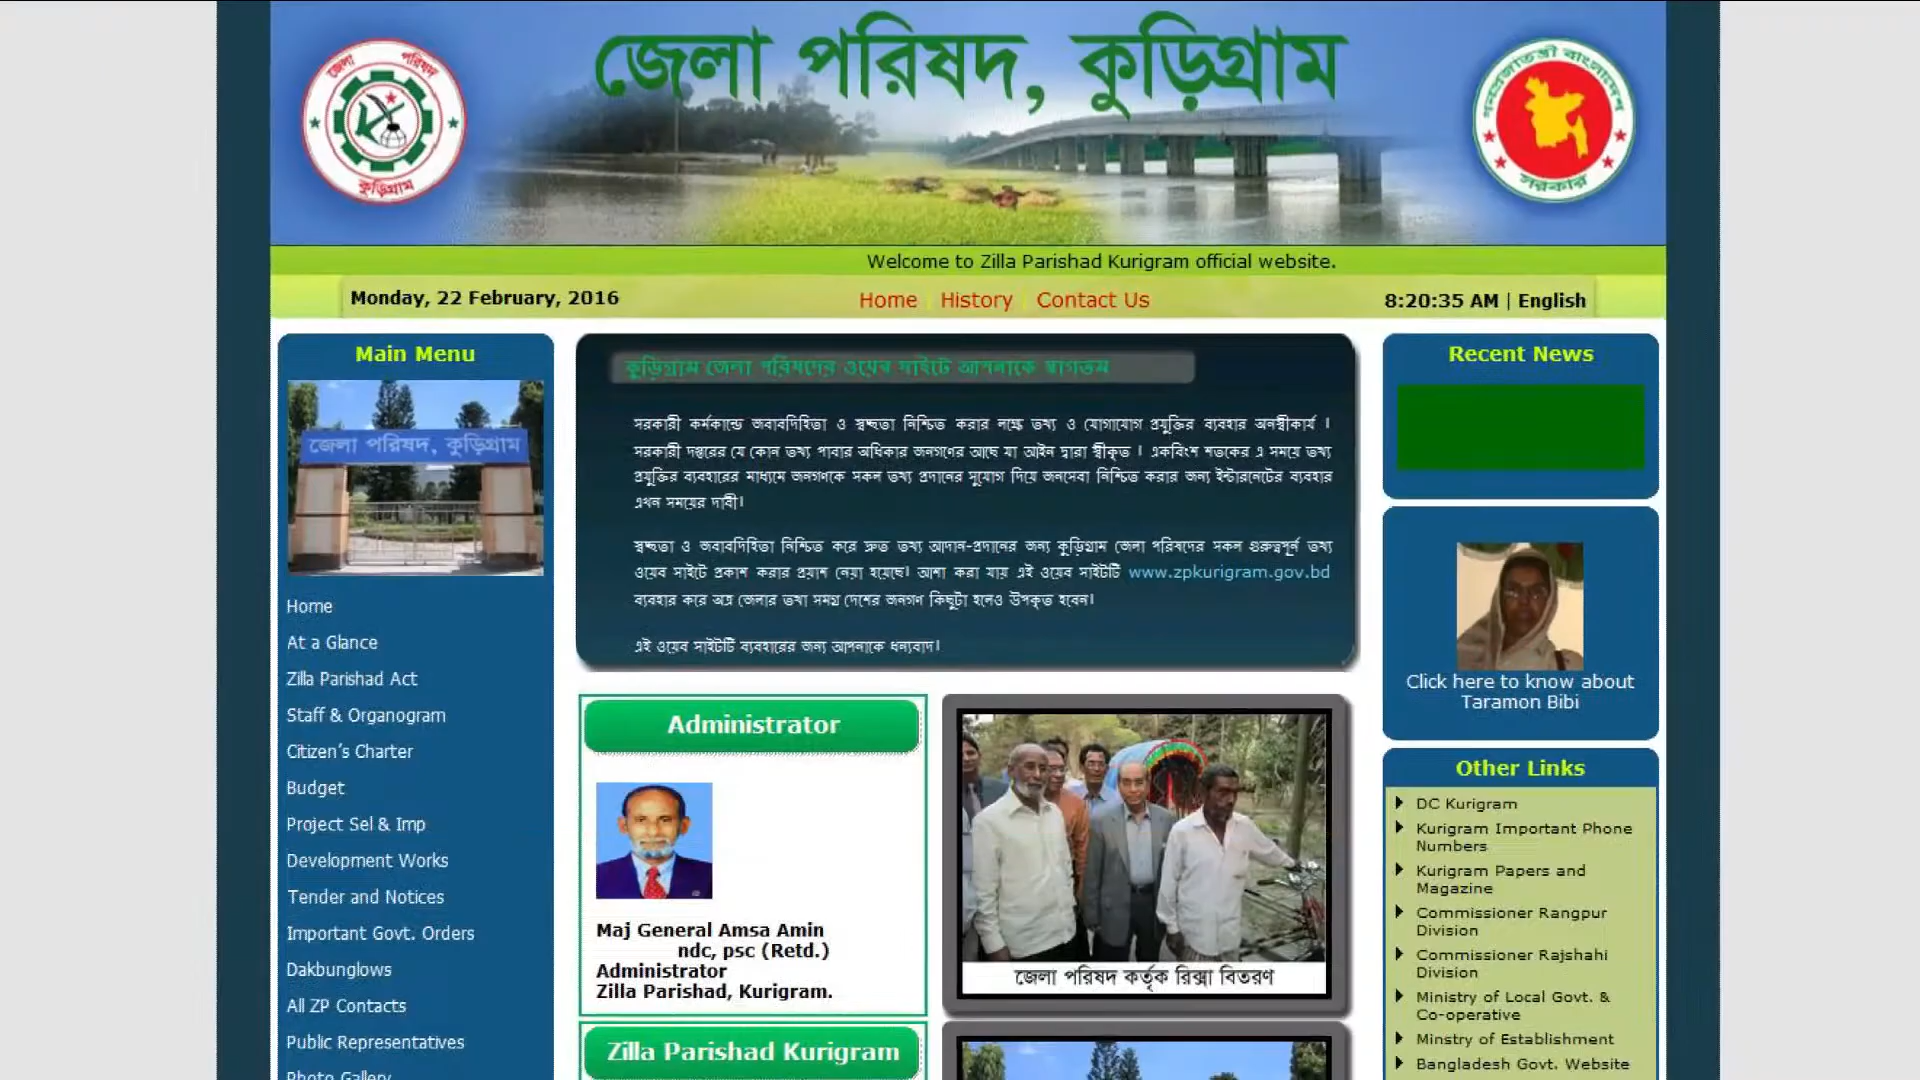 জেলা পরিষদ, কুড়িগ্রাম
জেলা পরিষদ
কুড়িগ্রাম
গনপ্রজাতন্ত্রী বাংলাদেশ
সরকার
Welcome to Zilla Parishad Kurigram official website.
Monday, 22 February, 2016
Home
History
Contact Us
8:20:35 AM | English
Main Menu
জেলা পরিষদ, কুড়িগ্রাম
Home
At a Glance
Zilla Parishad Act
Staff & Organogram
Citizen’s Charter
Budget
Project Sel & Imp
Development Works
Tender and Notices
Important Govt. Orders
Dakbunglows
All ZP Contacts
Public Representatives
Photo Gallery
কুড়িগ্রাম জেলা পরিষদের ওয়েব সাইটে আপনাকে স্বাগতম
সরকারী কর্মকান্ডে জবাবদিহিতা ও স্বচ্ছতা নিশ্চিত করার লক্ষে তথ্য ও যোগাযোগ প্রযুক্তির ব্যবহার অনস্বীকার্য ।
সরকারী দপ্তরের যে কোন তথ্য পাবার অধিকার জনগণের আছে যা আইন দ্বারা স্বীকৃত । একবিংশ শতকের এ সময়ে তথ্য
প্রযুক্তির ব্যবহারের মাধ্যমে জনগণকে সকল তথ্য প্রদানের সুযোগ দিয়ে জনসেবা নিশ্চিত করার জন্য ইন্টারনেটের ব্যবহার
এখন সময়ের দাবী।
স্বচ্ছতা ও জবাবদিহিতা নিশ্চিত করে দ্রুত তথ্য আদান-প্রদানের জন্য কুড়িগ্রাম জেলা পরিষদের সকল গুরুত্বপূর্ন তথ্য
ওয়েব সাইটে প্রকাশ করার প্রয়াশ নেয়া হয়েছে। আশা করা যায় এই ওয়েব সাইটটি www.zpkurigram.gov.bd
ব্যবহার করে অত্র জেলার তথা সমগ্র দেশের জনগণ কিছুটা হলেও উপকৃত হবেন।
এই ওয়েব সাইটটি ব্যবহারের জন্য আপনাকে ধন্যবাদ।
Administrator
Maj General Amsa Amin
ndc, psc (Retd.)
Administrator
Zilla Parishad, Kurigram.
Zilla Parishad Kurigram
জেলা পরিষদ কর্তৃক রিক্সা বিতরণ
Recent News
Click here to know about
Taramon Bibi
Other Links
DC Kurigram
Kurigram Important Phone
Numbers
Kurigram Papers and
Magazine
Commissioner Rangpur
Division
Commissioner Rajshahi
Division
Ministry of Local Govt. &
Co-operative
Minstry of Establishment
Bangladesh Govt. Website